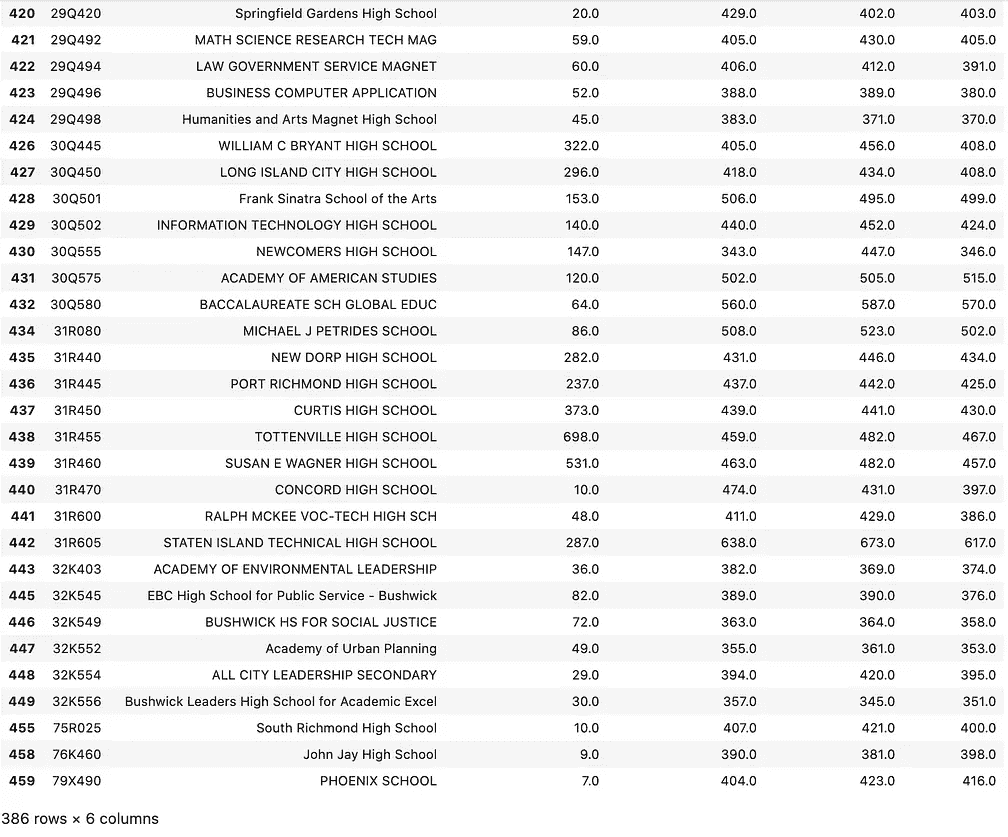 420 29Q420 Springfield Gardens High School 20.0 429.0 402.0 403.0
421 29Q492 MATH SCIENCE RESEARCH TECH MAG 59.0 405.0 430.0 405.0
422 29Q494 LAW GOVERNMENT SERVICE MAGNET 60.0 406.0 412.0 391.0
423 29Q496 BUSINESS COMPUTER APPLICATION 52.0 388.0 389.0 380.0
424 29Q498 Humanities and Arts Magnet High School 45.0 383.0 371.0 370.0
426 30Q445 WILLIAM C BRYANT HIGH SCHOOL 322.0 405.0 456.0 408.0
427 30Q450 LONG ISLAND CITY HIGH SCHOOL 296.0 418.0 434.0 408.0
428 30Q501 Frank Sinatra School of the Arts 153.0 506.0 495.0 499.0
429 30Q502 INFORMATION TECHNOLOGY HIGH SCHOOL 140.0 440.0 452.0 424.0
430 30Q555 NEWCOMERS HIGH SCHOOL 147.0 343.0 447.0 346.0
431 30Q575 ACADEMY OF AMERICAN STUDIES 120.0 502.0 505.0 515.0
432 30Q580 BACCALAUREATE SCH GLOBAL EDUC 64.0 560.0 587.0 570.0
434 31R080 MICHAEL J PETRIDES SCHOOL 86.0 508.0 523.0 502.0
435 31R440 NEW DORP HIGH SCHOOL 282.0 431.0 446.0 434.0
436 31R445 PORT RICHMOND HIGH SCHOOL 237.0 437.0 442.0 425.0
437 31R450 CURTIS HIGH SCHOOL 373.0 439.0 441.0 430.0
438 31R455 TOTTENVILLE HIGH SCHOOL 698.0 459.0 482.0 467.0
439 31R460 SUSAN E WAGNER HIGH SCHOOL 531.0 463.0 482.0 457.0
440 31R470 CONCORD HIGH SCHOOL 10.0 474.0 431.0 397.0
441 31R600 RALPH MCKEE VOC-TECH HIGH SCH 48.0 411.0 429.0 386.0
442 31R605 STATEN ISLAND TECHNICAL HIGH SCHOOL 287.0 638.0 673.0 617.0
443 32K403 ACADEMY OF ENVIRONMENTAL LEADERSHIP 36.0 382.0 369.0 374.0
445 32K545 EBC High School for Public Service - Bushwick 82.0 389.0 390.0 376.0
446 32K549 BUSHWICK HS FOR SOCIAL JUSTICE 72.0 363.0 364.0 358.0
447 32K552 Academy of Urban Planning 49.0 355.0 361.0 353.0
448 32K554 ALL CITY LEADERSHIP SECONDARY 29.0 394.0 420.0 395.0
449 32K556 Bushwick Leaders High School for Academic Excel 30.0 357.0 345.0 351.0
455 75R025 South Richmond High School 10.0 407.0 421.0 400.0
458 76K460 John Jay High School 9.0 390.0 381.0 398.0
459 79X490 PHOENIX SCHOOL 7.0 404.0 423.0 416.0
386 rows × 6 columns